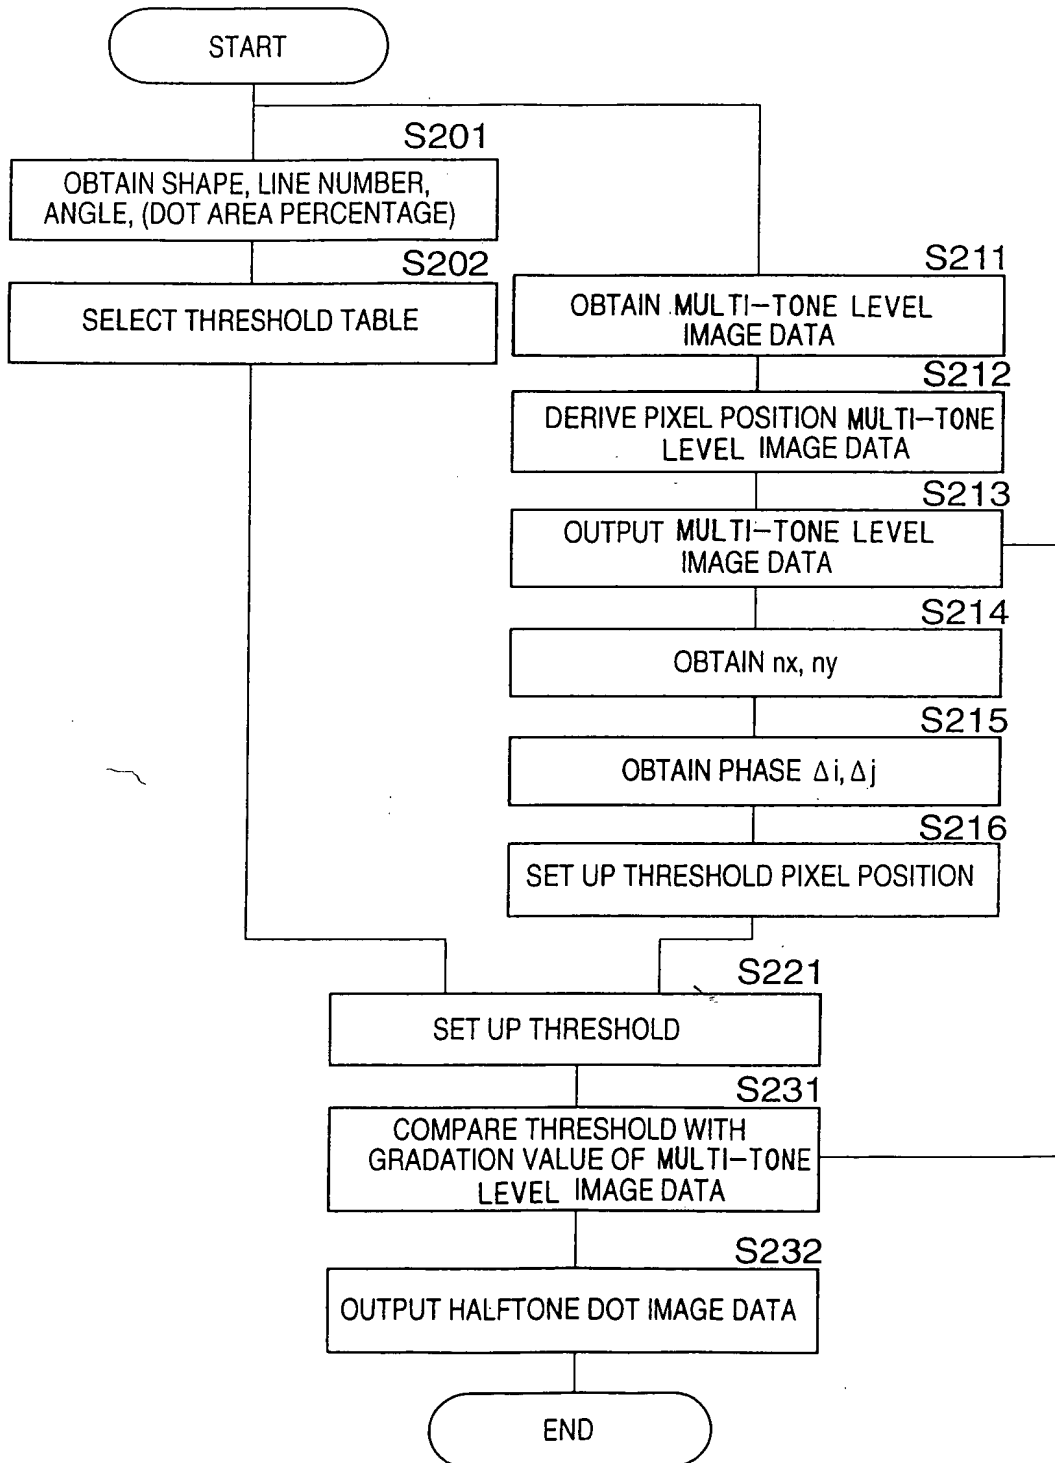 START
S201
OBTAIN SHAPE, LINE NUMBER,
ANGLE, (DOT AREA PERCENTAGE)
S202
SELECT THRESHOLD TABLE
S211
OBTAIN MULTI-TONE LEVEL
IMAGE DATA
S212
DERIVE PIXEL POSITION MULTI-TONE
LEVEL IMAGE DATA
S213
OUTPUT MULTI-TONE LEVEL
IMAGE DATA
S214
OBTAIN nx, ny
S215
OBTAIN PHASE Δi, Δj
S216
SET UP THRESHOLD PIXEL POSITION
S221
SET UP THRESHOLD
S231
COMPARE THRESHOLD WITH
GRADATION VALUE OF MULTI-TONE
LEVEL IMAGE DATA
S232
OUTPUT HALFTONE DOT IMAGE DATA
END